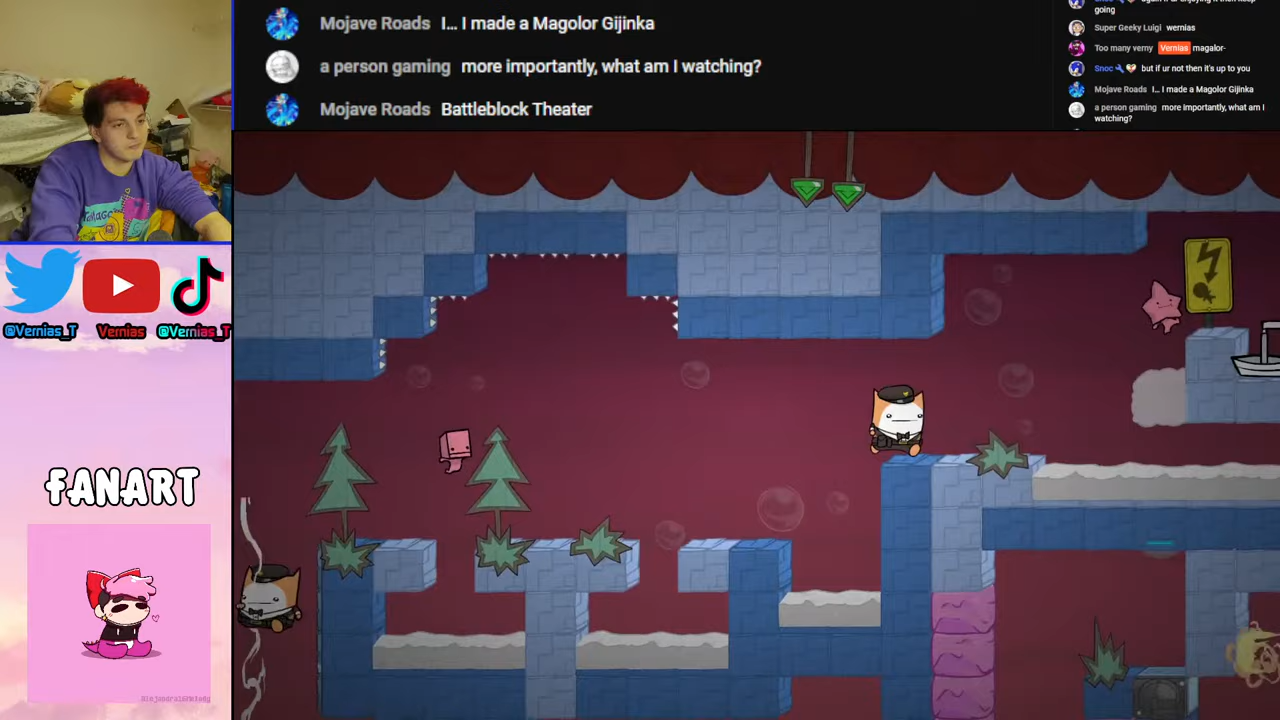 Mojave Roads I... I made a Magolor Gijinka
a person gaming more importantly, what am I watching?
Mojave Roads Battleblock Theater
going
Super Geeky Luigi wernias
Too many verny Vernias magalor-
Snoc but if ur not then it's up to you
Mojave Roads I... I made a Magolor Gijinka
a person gaming more importantly, what am I
watching?
@Vernias_T
Vernias
@Vernias_T
FANART